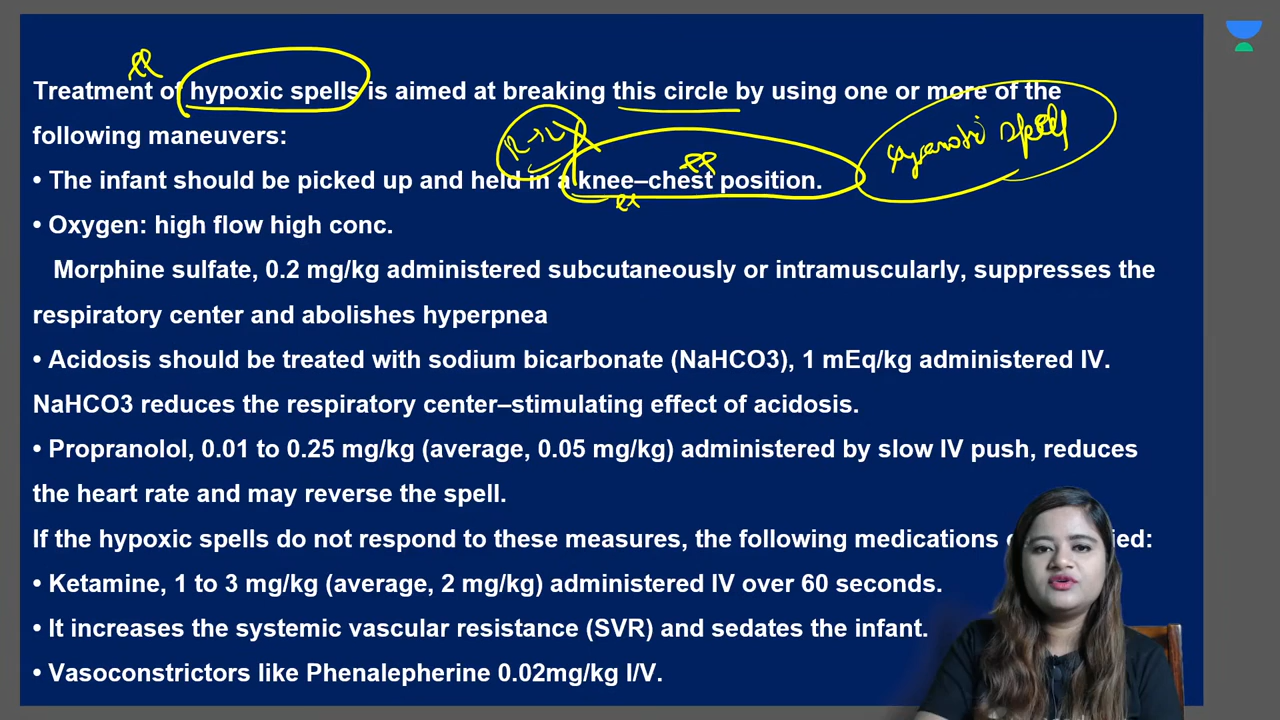 Treatment of hypoxic spells is aimed at breaking this circle by using one or more of the
following maneuvers:
R→L
spell
• The infant should be picked up and held in a knee–chest position.
• Oxygen: high flow high conc.
Morphine sulfate, 0.2 mg/kg administered subcutaneously or intramuscularly, suppresses the
respiratory center and abolishes hyperpnea
• Acidosis should be treated with sodium bicarbonate (NaHCO3), 1 mEq/kg administered IV.
NaHCO3 reduces the respiratory center–stimulating effect of acidosis.
• Propranolol, 0.01 to 0.25 mg/kg (average, 0.05 mg/kg) administered by slow IV push, reduces
the heart rate and may reverse the spell.
If the hypoxic spells do not respond to these measures, the following medications
• Ketamine, 1 to 3 mg/kg (average, 2 mg/kg) administered IV over 60 seconds.
• It increases the systemic vascular resistance (SVR) and sedates the infant.
• Vasoconstrictors like Phenalepherine 0.02mg/kg I/V.